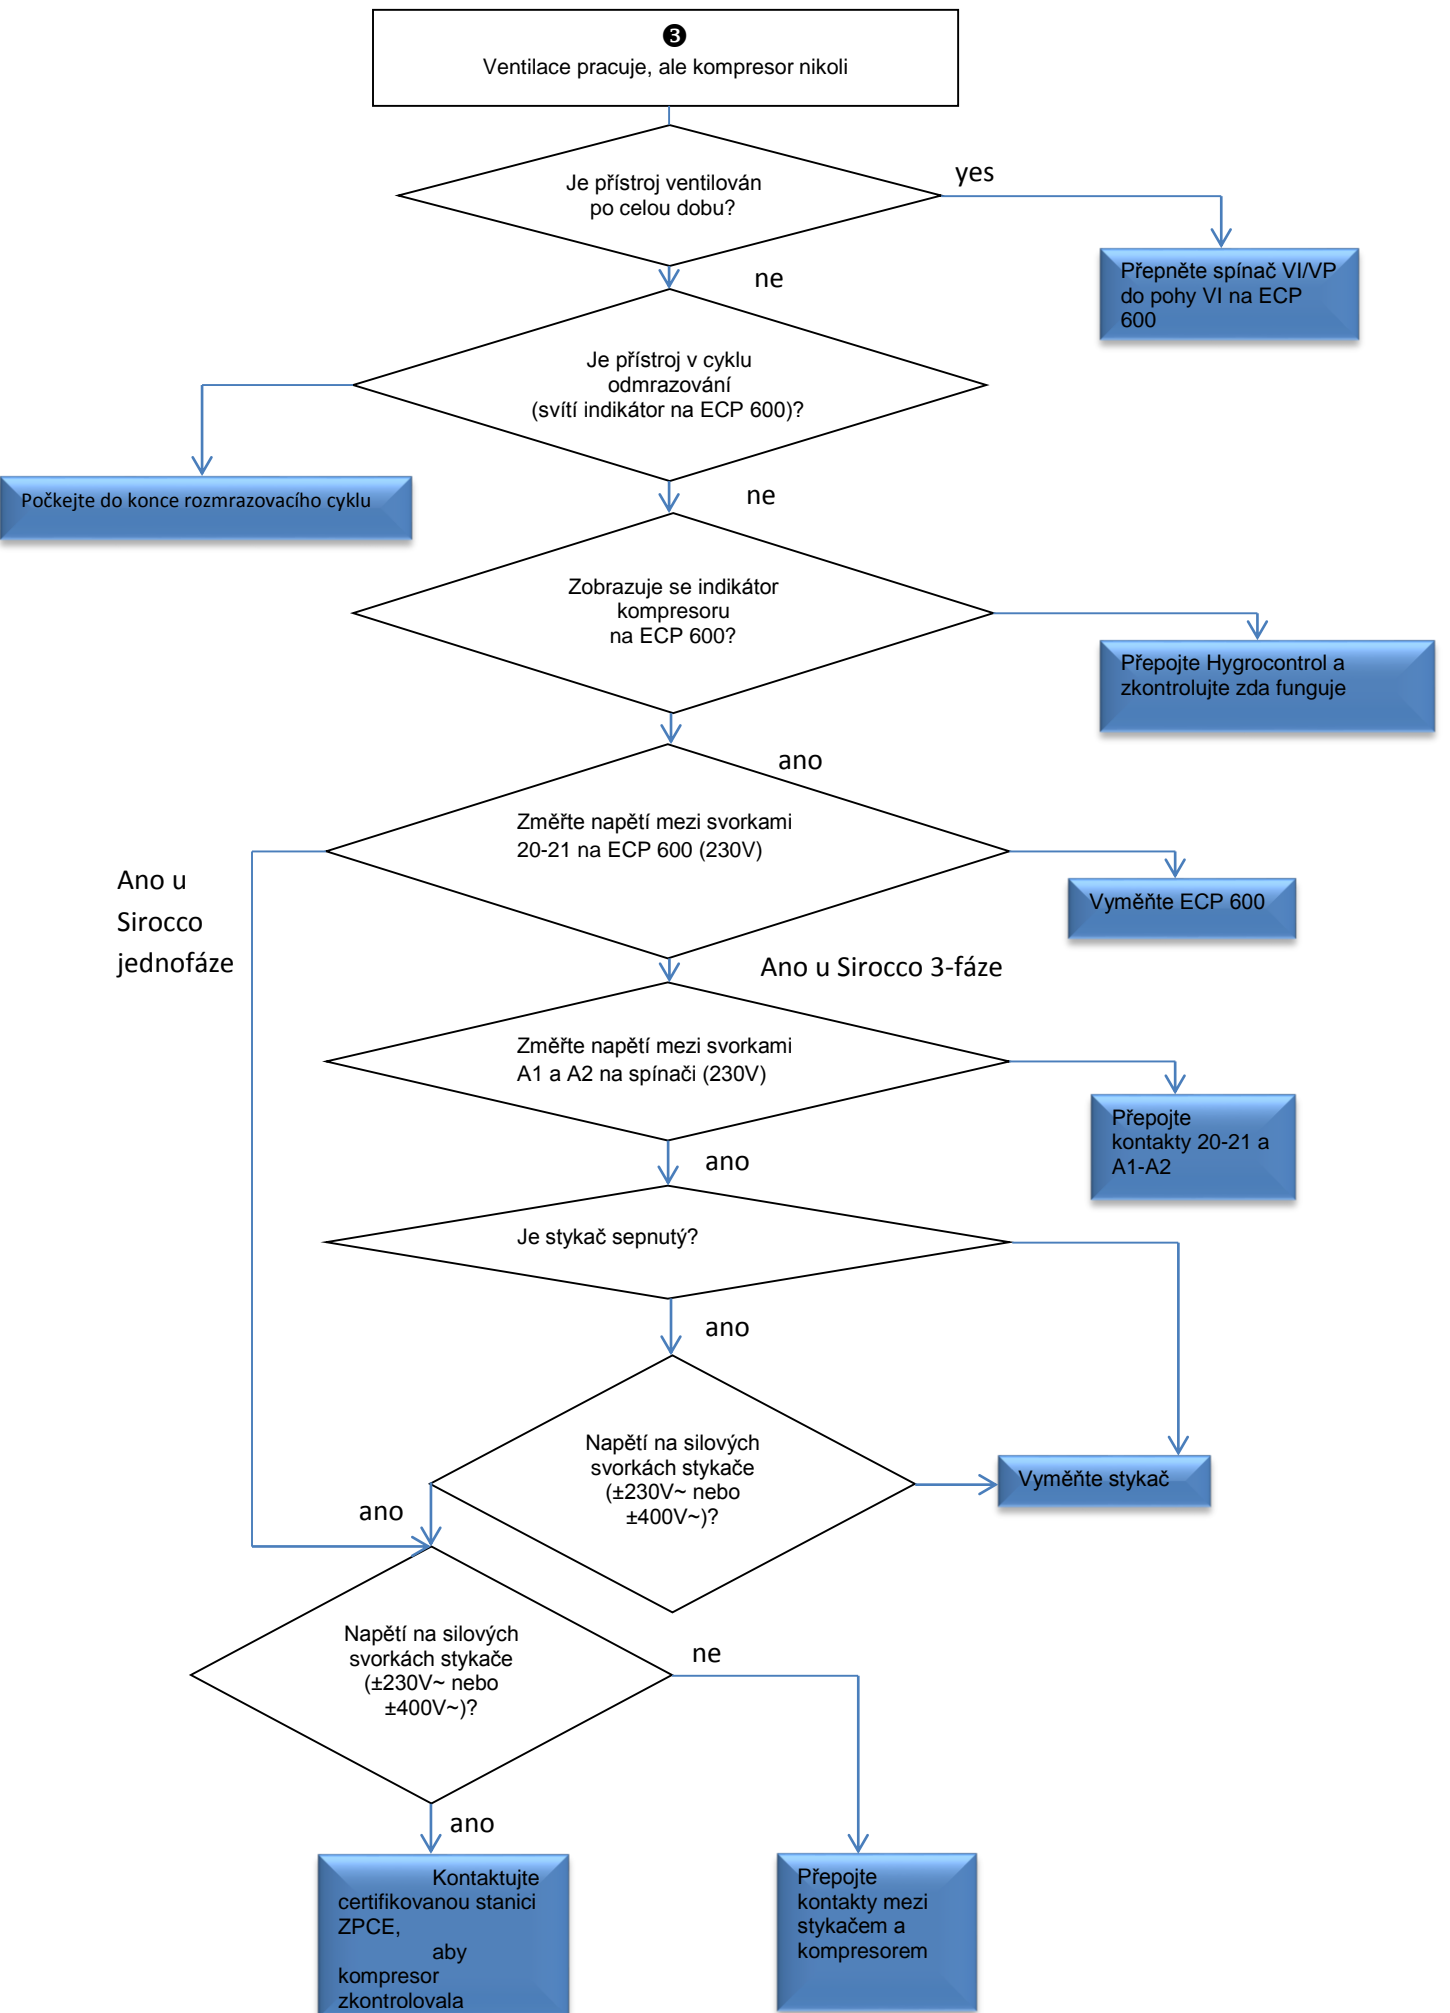 ❸
Ventilace pracuje, ale kompresor nikoli
Je přístroj ventilován
po celou dobu?
yes
Přepněte spínač VI/VP
do pohy VI na ECP
600
ne
Je přístroj v cyklu
odmrazování
(svítí indikátor na ECP 600)?
Počkejte do konce rozmrazovacího cyklu
ne
Zobrazuje se indikátor
kompresoru
na ECP 600?
Přepojte Hygrocontrol a
zkontrolujte zda funguje
ano
Změřte napětí mezi svorkami
20-21 na ECP 600 (230V)
Ano u
Sirocco
jednofáze
Vyměňte ECP 600
Ano u Sirocco 3-fáze
Změřte napětí mezi svorkami
A1 a A2 na spínači (230V)
Přepojte
kontakty 20-21 a
A1-A2
ano
Je stykač sepnutý?
ano
Napětí na silových
svorkách stykače
(±230V~ nebo
±400V~)?
Vyměňte stykač
ano
Napětí na silových
svorkách stykače
(±230V~ nebo
±400V~)?
ne
ano
Kontaktujte
certifikovanou stanici
ZPCE,
aby
kompresor
zkontrolovala
Přepojte
kontakty mezi
stykačem a
kompresorem